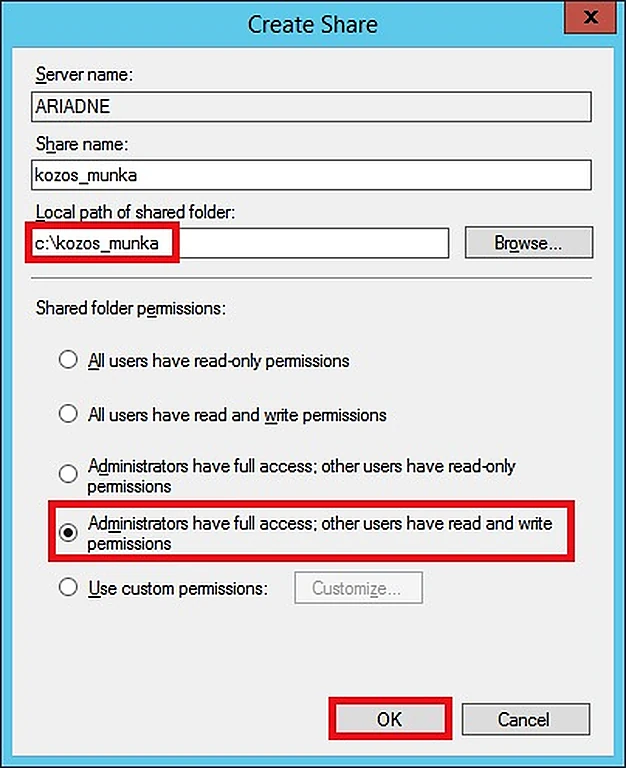 Create Share
X
Server name:
ARIADNE
Share name:
kozos_munka
Local path of shared folder:
c:\kozos_munka
Browse...
Shared folder permissions:
All users have read-only permissions
All users have read and write permissions
Administrators have full access; other users have read-only
permissions
Administrators have full access; other users have read and write
permissions
Use custom permissions:
Customize...
OK
Cancel